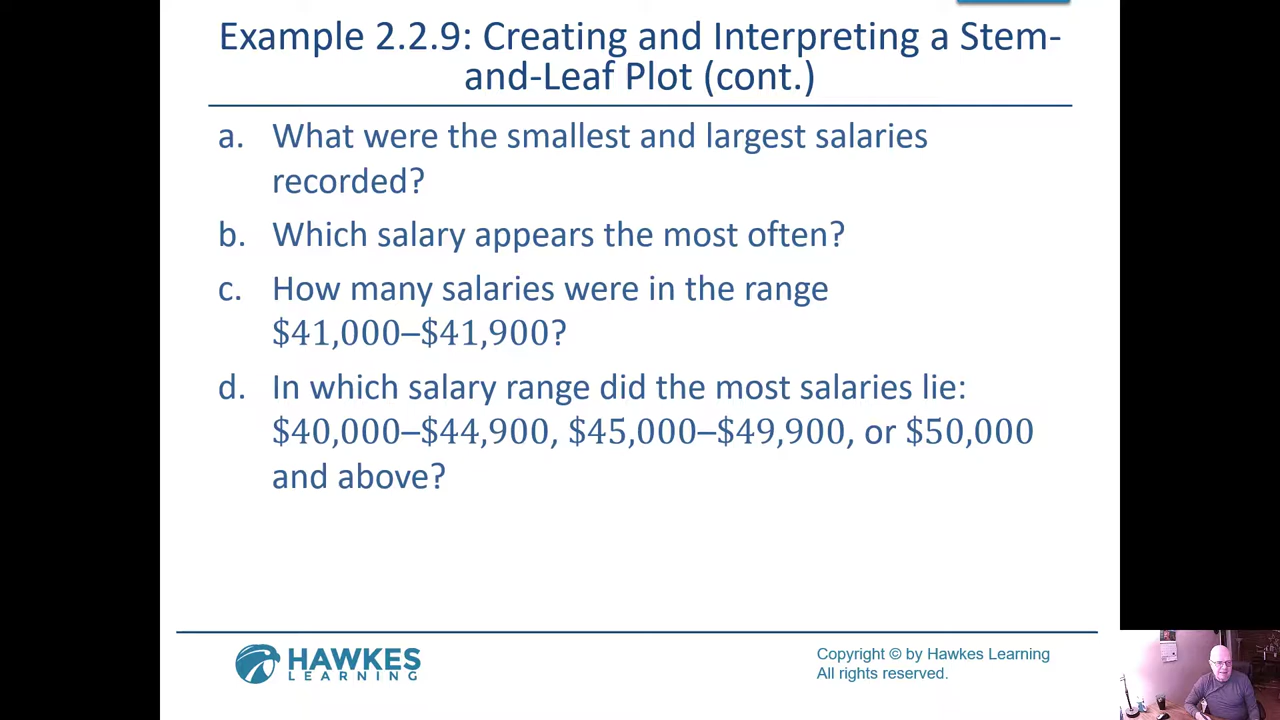 Example 2.2.9: Creating and Interpreting a Stem-
and-Leaf Plot (cont.)
a. What were the smallest and largest salaries
recorded?
b. Which salary appears the most often?
c. How many salaries were in the range
$41,000–$41,900?
d. In which salary range did the most salaries lie:
$40,000–$44,900, $45,000–$49,900, or $50,000
and above?
HAWKES
LEARNING
Copyright © by Hawkes Learning
All rights reserved.